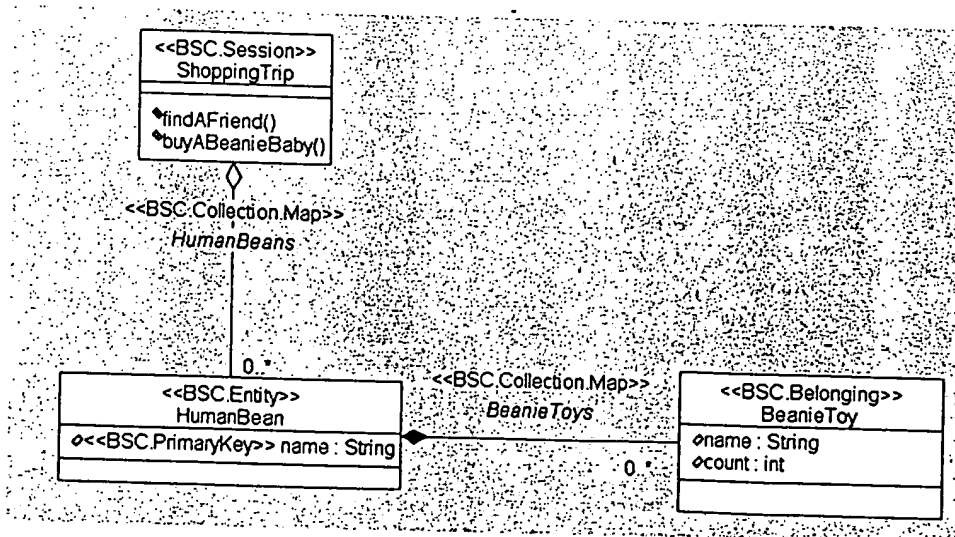 <<BSC.Session>>
ShoppingTrip
findAFriend()
buyABeanieBaby()
<<BSC.Collection.Map>>
HumanBeans
0..*
<<BSC.Entity>>
HumanBean
<<BSC.PrimaryKey>> name : String
<<BSC.Collection.Map>>
BeanieToys
0..*
<<BSC.Belonging>>
BeanieToy
name : String
count : int